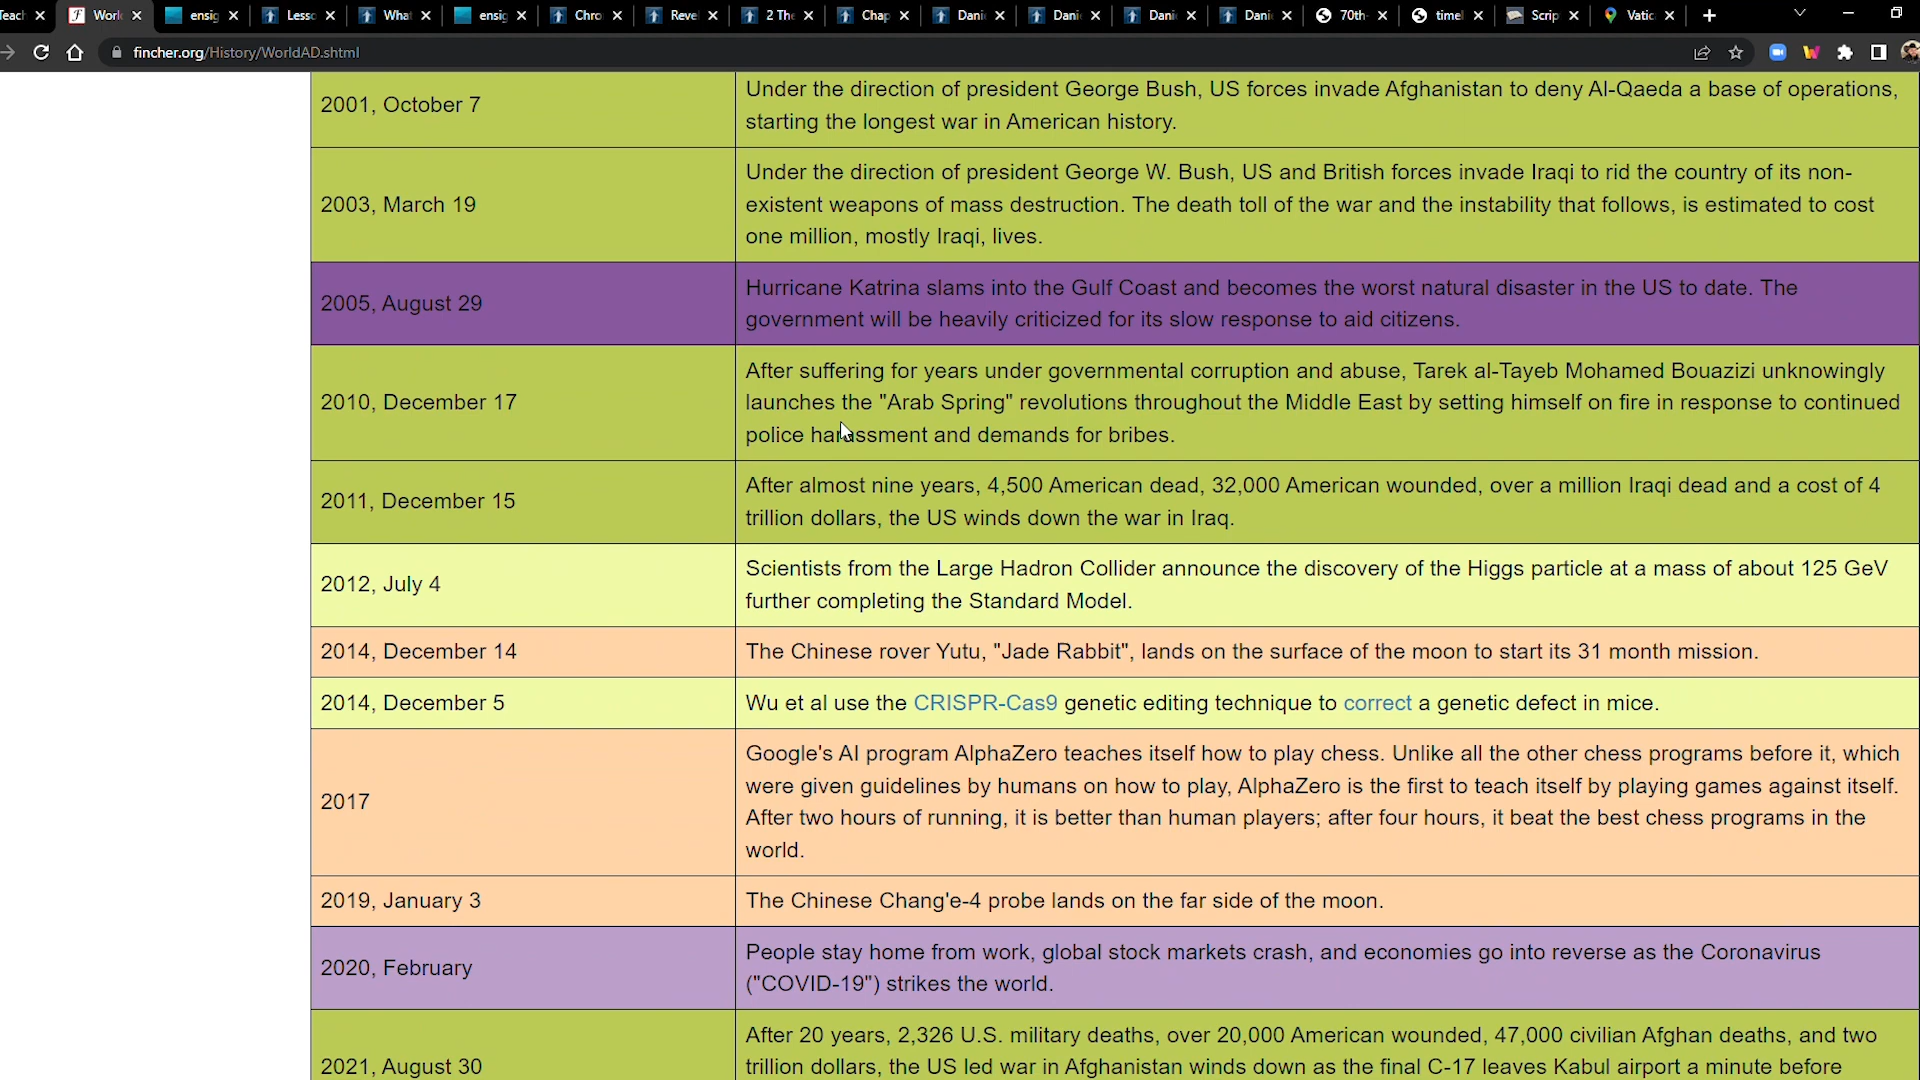 Teach
Worl
ensig
Lesso
What
ensig
Chro
Reve
2 The
Chap
Danie
Danie
Danie
Danie
70th
timel
Scrip
Vatic
fincher.org/History/WorldAD.shtml
2001, October 7
Under the direction of president George Bush, US forces invade Afghanistan to deny Al-Qaeda a base of operations,
starting the longest war in American history.
2003, March 19
Under the direction of president George W. Bush, US and British forces invade Iraqi to rid the country of its non-
existent weapons of mass destruction. The death toll of the war and the instability that follows, is estimated to cost
one million, mostly Iraqi, lives.
2005, August 29
Hurricane Katrina slams into the Gulf Coast and becomes the worst natural disaster in the US to date. The
government will be heavily criticized for its slow response to aid citizens.
2010, December 17
After suffering for years under governmental corruption and abuse, Tarek al-Tayeb Mohamed Bouazizi unknowingly
launches the "Arab Spring" revolutions throughout the Middle East by setting himself on fire in response to continued
police harassment and demands for bribes.
2011, December 15
After almost nine years, 4,500 American dead, 32,000 American wounded, over a million Iraqi dead and a cost of 4
trillion dollars, the US winds down the war in Iraq.
2012, July 4
Scientists from the Large Hadron Collider announce the discovery of the Higgs particle at a mass of about 125 GeV
further completing the Standard Model.
2014, December 14
The Chinese rover Yutu, "Jade Rabbit", lands on the surface of the moon to start its 31 month mission.
2014, December 5
Wu et al use the CRISPR-Cas9 genetic editing technique to correct a genetic defect in mice.
2017
Google's AI program AlphaZero teaches itself how to play chess. Unlike all the other chess programs before it, which
were given guidelines by humans on how to play, AlphaZero is the first to teach itself by playing games against itself.
After two hours of running, it is better than human players; after four hours, it beat the best chess programs in the
world.
2019, January 3
The Chinese Chang'e-4 probe lands on the far side of the moon.
2020, February
People stay home from work, global stock markets crash, and economies go into reverse as the Coronavirus
("COVID-19") strikes the world.
2021, August 30
After 20 years, 2,326 U.S. military deaths, over 20,000 American wounded, 47,000 civilian Afghan deaths, and two
trillion dollars, the US led war in Afghanistan winds down as the final C-17 leaves Kabul airport a minute before